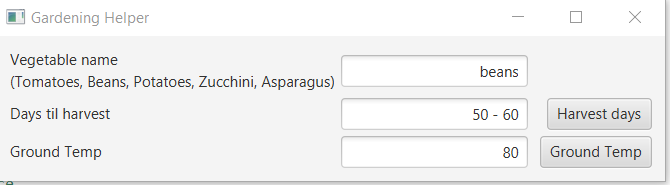 Gardening Helper
Vegetable name
(Tomatoes, Beans, Potatoes, Zucchini, Asparagus) beans
Days til harvest 50 - 60 Harvest days
Ground Temp 80 Ground Temp